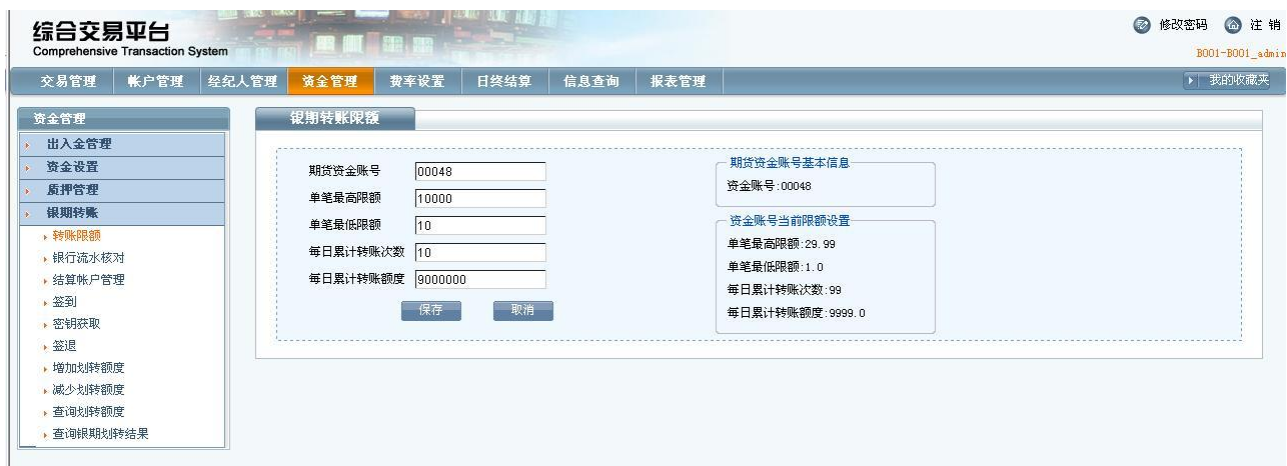 综合交易平台
Comprehensive Transaction System
修改密码 注 销
B001-B001_admin
交易管理 帐户管理 经纪人管理 资金管理 费率设置 日终结算 信息查询 报表管理 我的收藏夹
资金管理
出入金管理
资金设置
质押管理
银期转账
转账限额
银行流水核对
结算帐户管理
签到
密钥获取
签退
增加划转额度
减少划转额度
查询划转额度
查询银期划转结果
银期转账限额
期货资金账号 00048
单笔最高限额 10000
单笔最低限额 10
每日累计转账次数 10
每日累计转账额度 9000000
保存 取消
期货资金账号基本信息
资金账号:00048
资金账号当前限额设置
单笔最高限额:29.99
单笔最低限额:1.0
每日累计转账次数:99
每日累计转账额度:9999.0